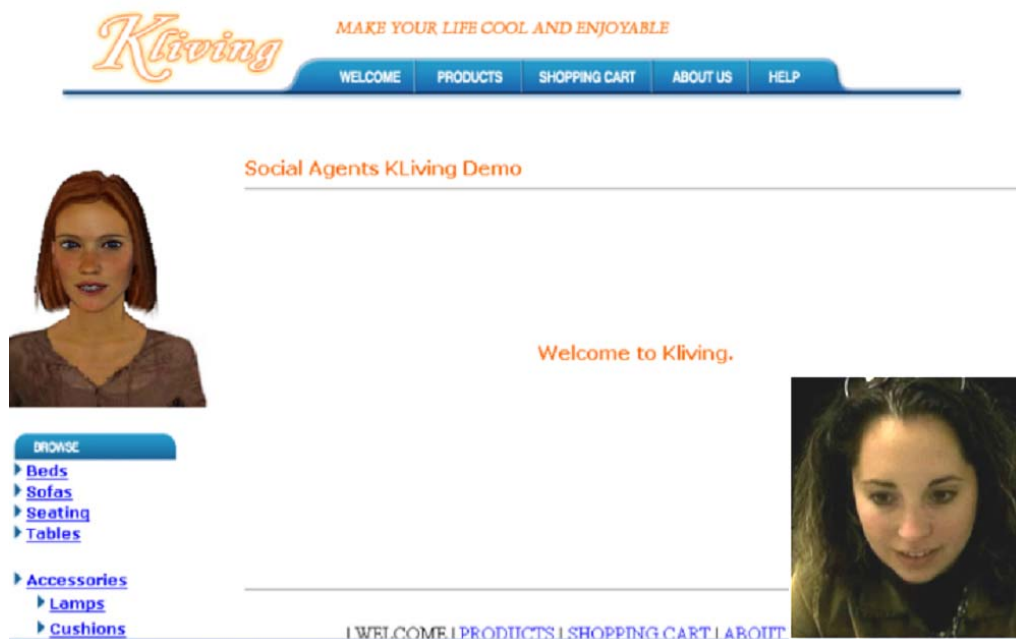 Kliving
MAKE YOUR LIFE COOL AND ENJOYABLE
WELCOME PRODUCTS SHOPPING CART ABOUT US HELP
Social Agents KLiving Demo
Welcome to Kliving.
BROWSE
Beds
Sofas
Seating
Tables
Accessories
Lamps
Cushions
| WELCOME | PRODUCTS | SHOPPING CART | ABOUT